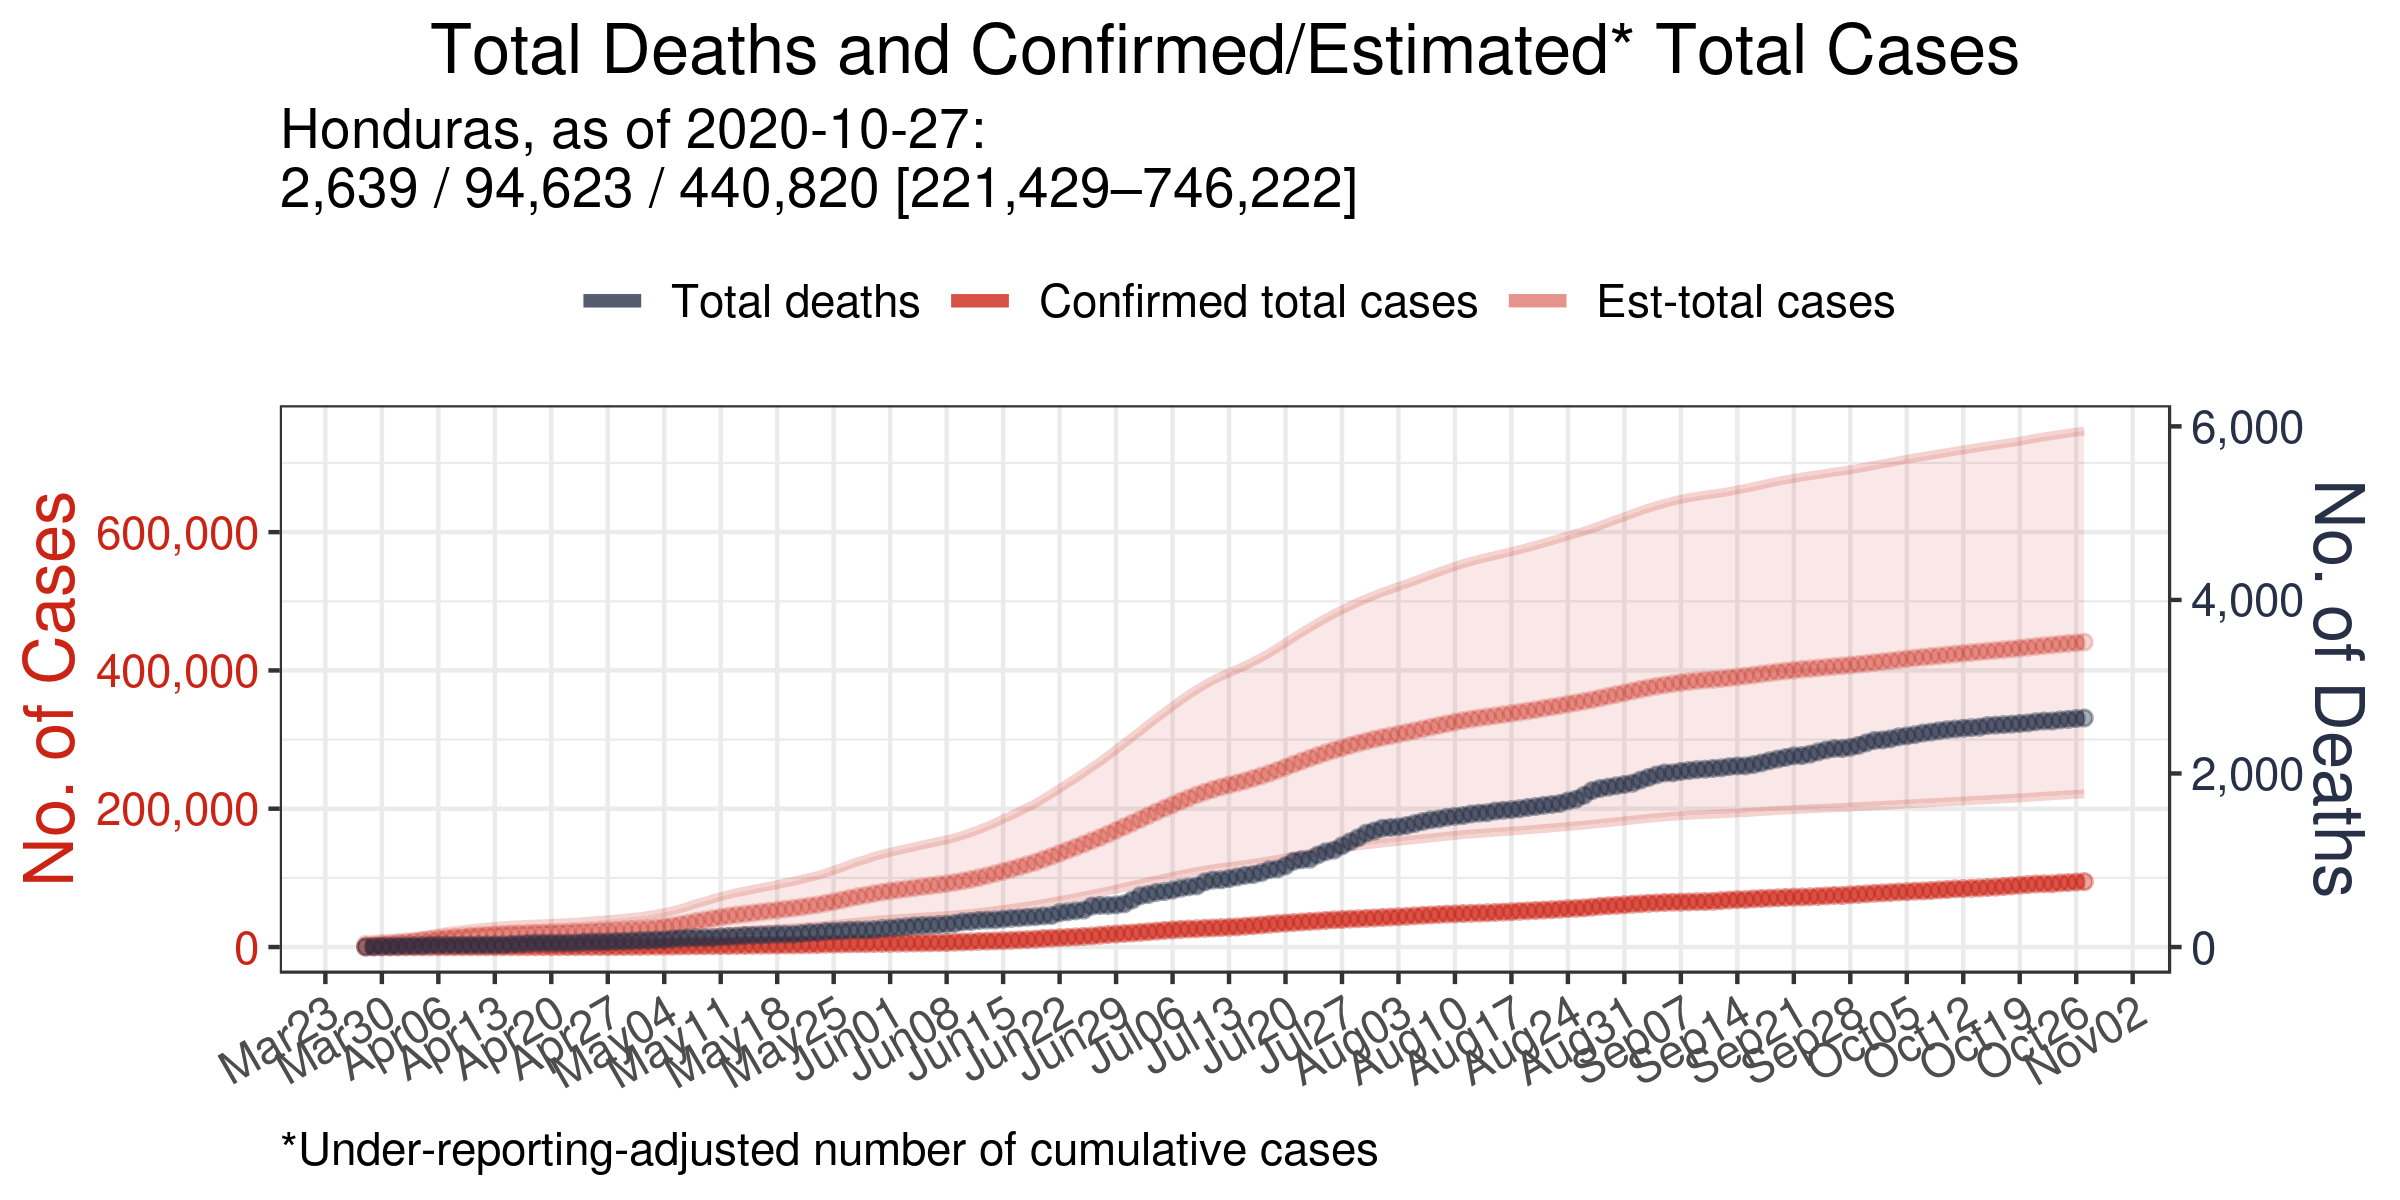 Total Deaths and Confirmed/Estimated* Total Cases
Honduras, as of 2020-10-27:
2,639 / 94,623 / 440,820 [221,429–746,222]
Total deaths
Confirmed total cases
Est-total cases
No. of Cases
600,000
400,000
200,000
0
6,000
4,000
2,000
0
No. of Deaths
Mar23
Mar30
Apr06
Apr13
Apr20
Apr27
May04
May11
May18
May25
Jun01
Jun08
Jun15
Jun22
Jun29
Jul06
Jul13
Jul20
Jul27
Aug03
Aug10
Aug17
Aug24
Aug31
Sep07
Sep14
Sep21
Sep28
Oct05
Oct12
Oct19
Oct26
Nov02
*Under-reporting-adjusted number of cumulative cases